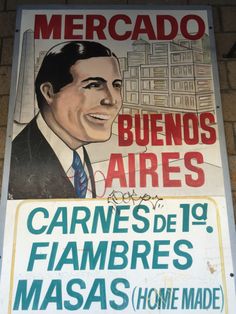 MERCADO
BUENOS
AIRES
CARNES DE 1ª.
FIAMBRES
MASAS (HOME MADE)